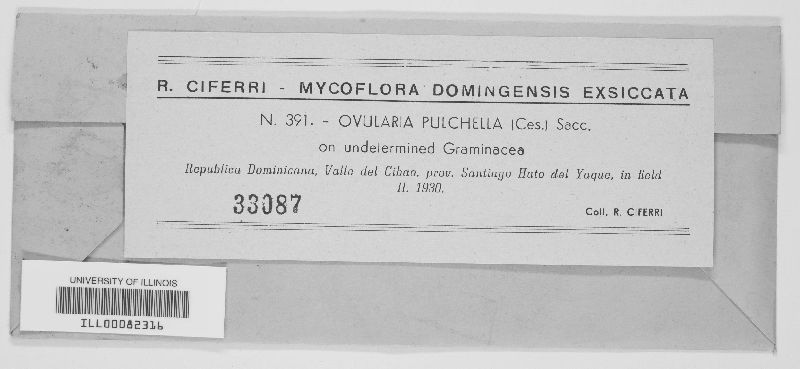 R. CIFERRI - MYCOFLORA DOMINGENSIS EXSICCATA
N. 391. - OVULARIA PULCHELLA (Ces.) Sacc.
on undetermined Graminacea
Republica Dominicana, Valle del Cibao, prov. Santiago Hato del Yaque, in field
II. 1930.
33087
Coll. R. CIFERRI
UNIVERSITY OF ILLINOIS
ILL00082316